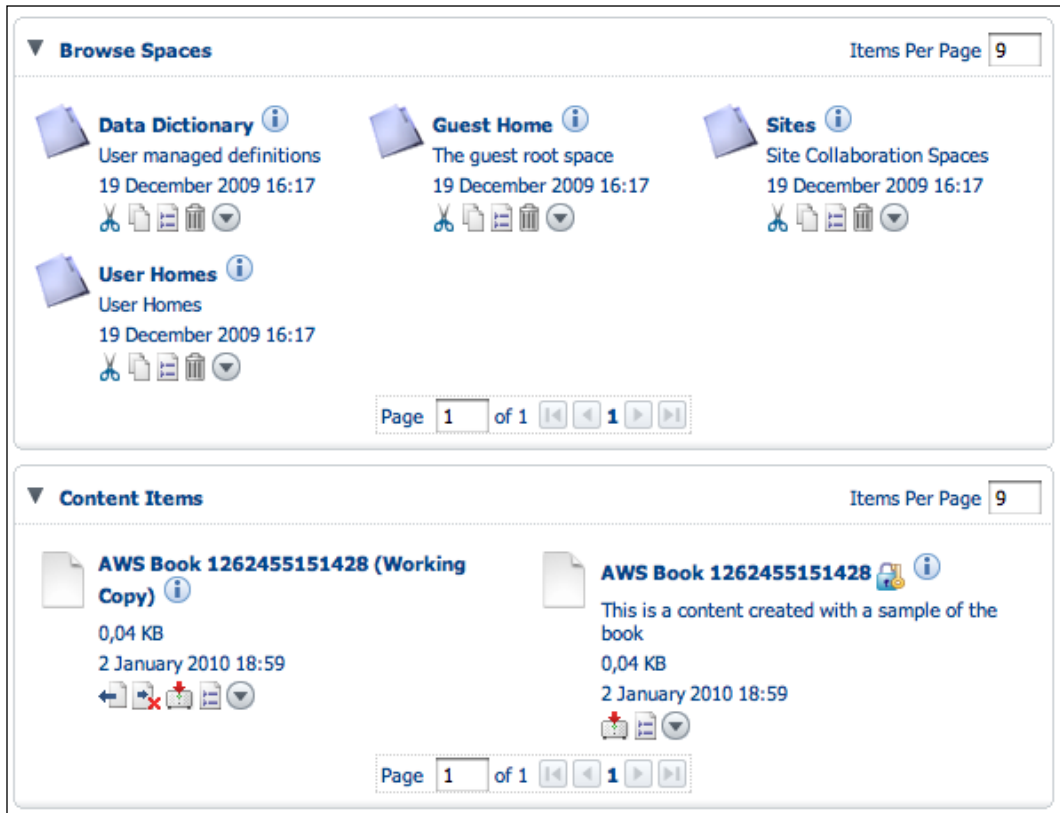 Browse Spaces
Items Per Page 9
Data Dictionary
User managed definitions
19 December 2009 16:17
Guest Home
The guest root space
19 December 2009 16:17
Sites
Site Collaboration Spaces
19 December 2009 16:17
User Homes
User Homes
19 December 2009 16:17
Page 1 of 1 1
Content Items
Items Per Page 9
AWS Book 1262455151428 (Working
Copy)
0,04 KB
2 January 2010 18:59
AWS Book 1262455151428
This is a content created with a sample of the
book
0,04 KB
2 January 2010 18:59
Page 1 of 1 1